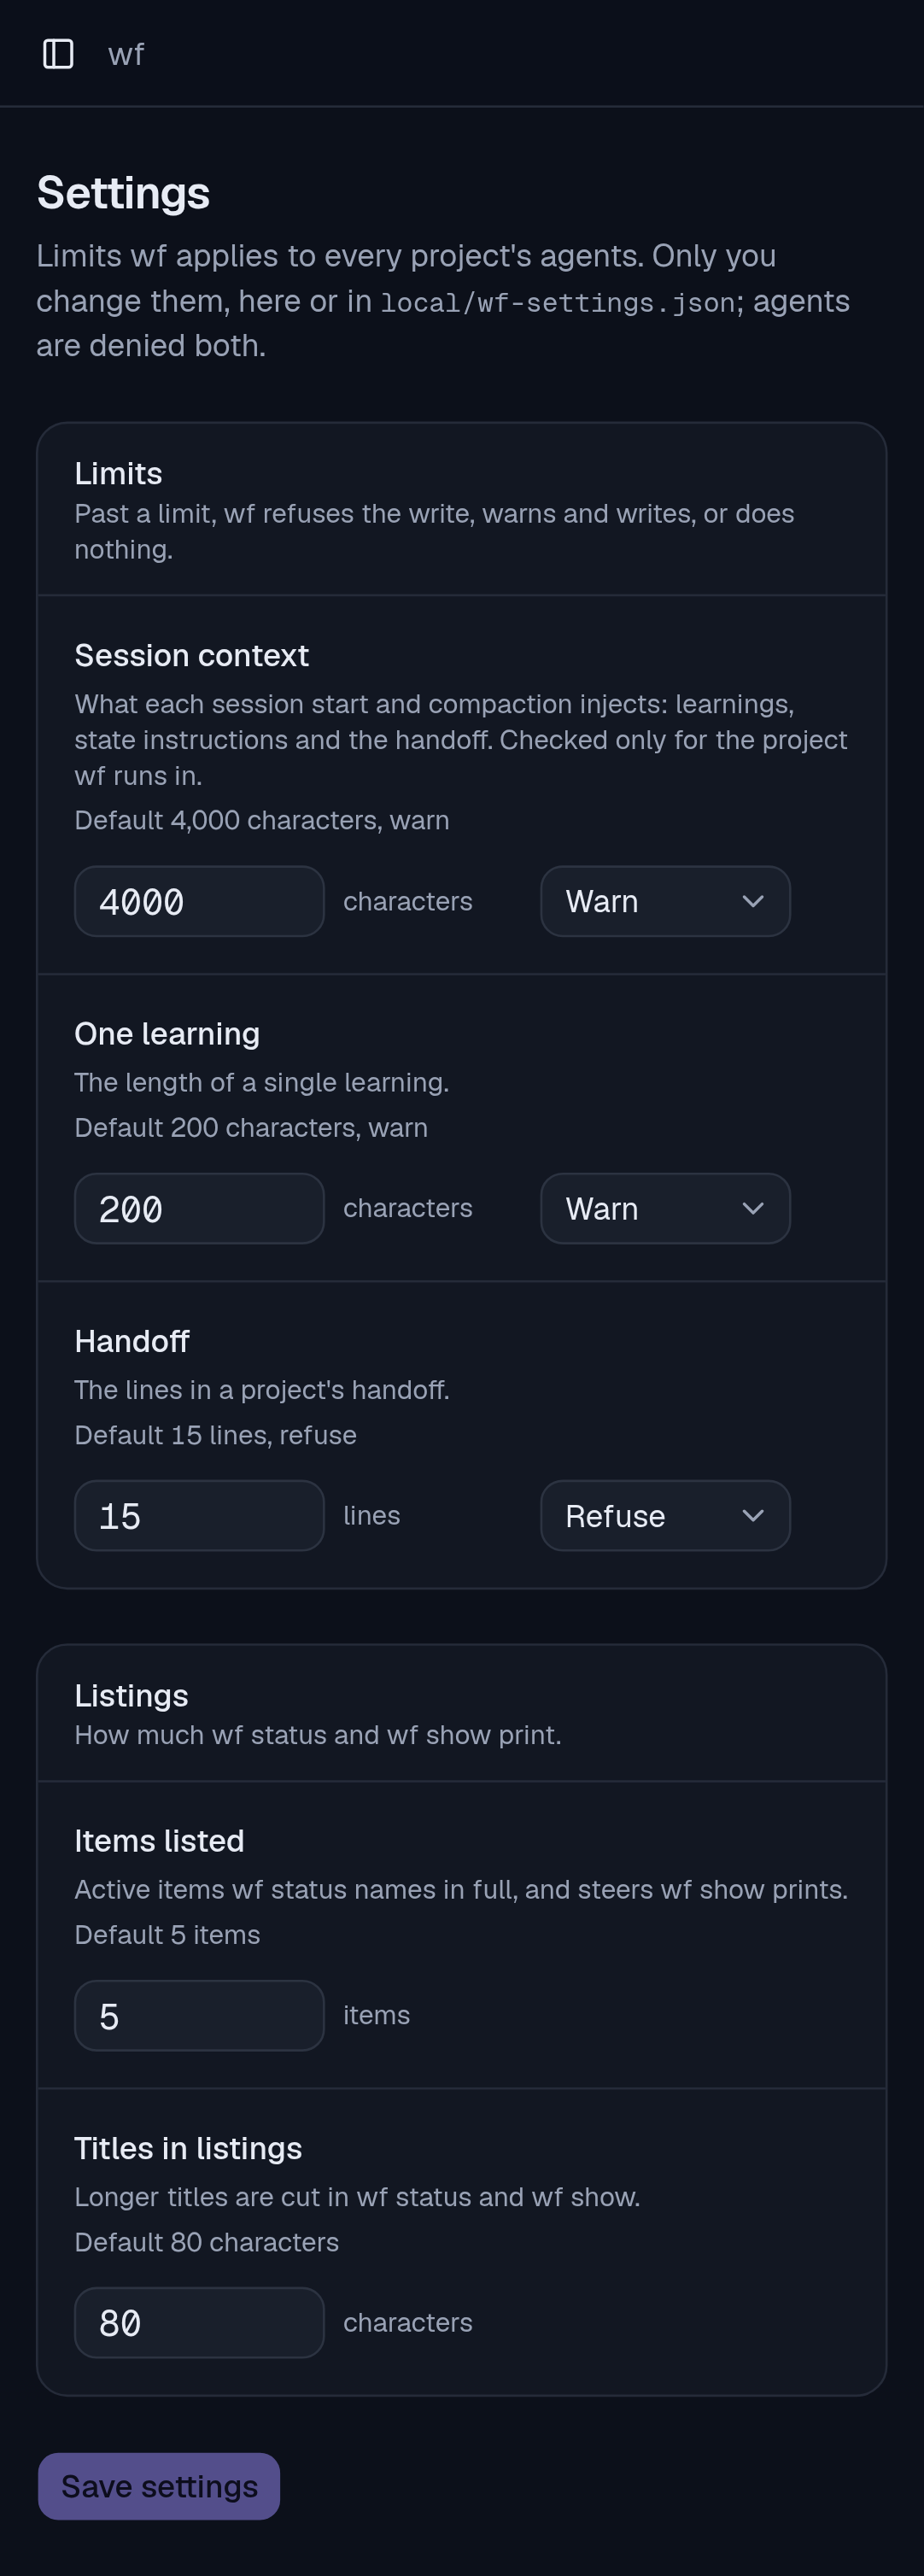 wf
Settings
Limits wf applies to every project's agents. Only you
change them, here or in local/wf-settings.json; agents
are denied both.
Limits
Past a limit, wf refuses the write, warns and writes, or does
nothing.
Session context
What each session start and compaction injects: learnings,
state instructions and the handoff. Checked only for the project
wf runs in.
Default 4,000 characters, warn
4000 characters Warn
One learning
The length of a single learning.
Default 200 characters, warn
200 characters Warn
Handoff
The lines in a project's handoff.
Default 15 lines, refuse
15 lines Refuse
Listings
How much wf status and wf show print.
Items listed
Active items wf status names in full, and steers wf show prints.
Default 5 items
5 items
Titles in listings
Longer titles are cut in wf status and wf show.
Default 80 characters
80 characters
Save settings